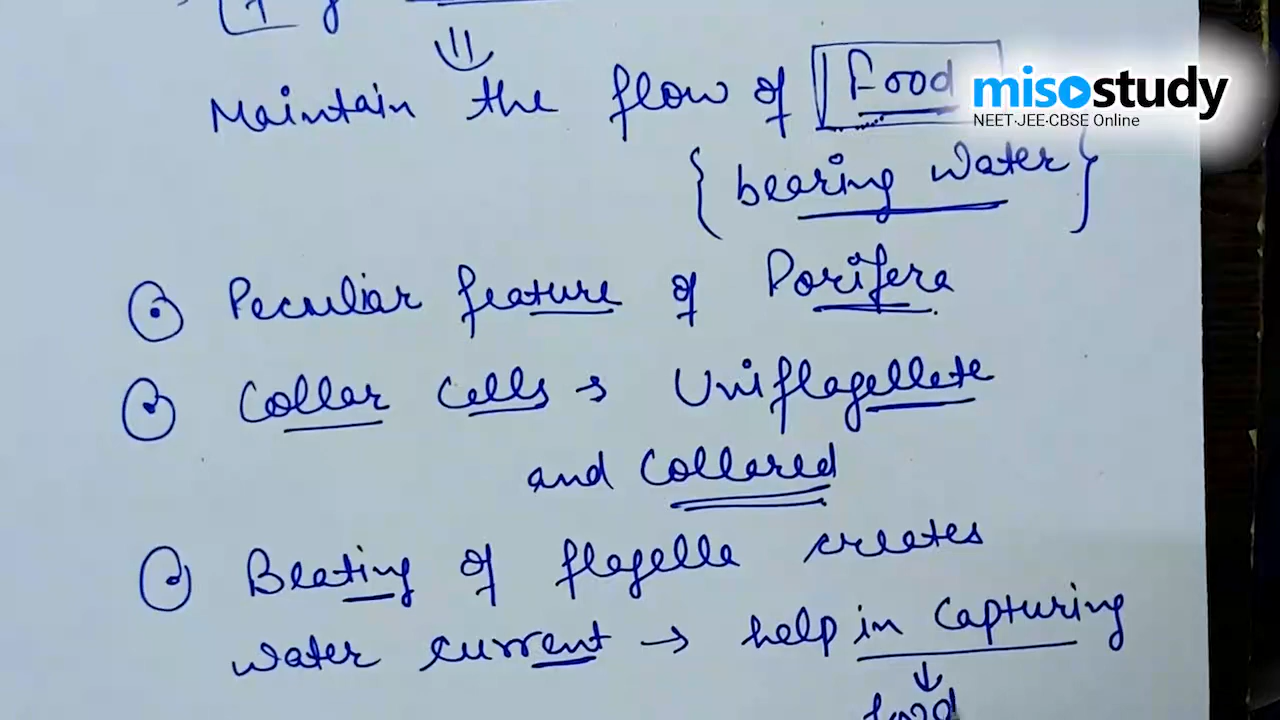 Maintain the flow of Food
{ bearing water }
misostudy
NEET-JEE-CBSE Online
Peculiar feature of Porifera
Collar cells → Uniflagellete
and Collared
Beating of flagella creates
water current → help in capturing
↓
food